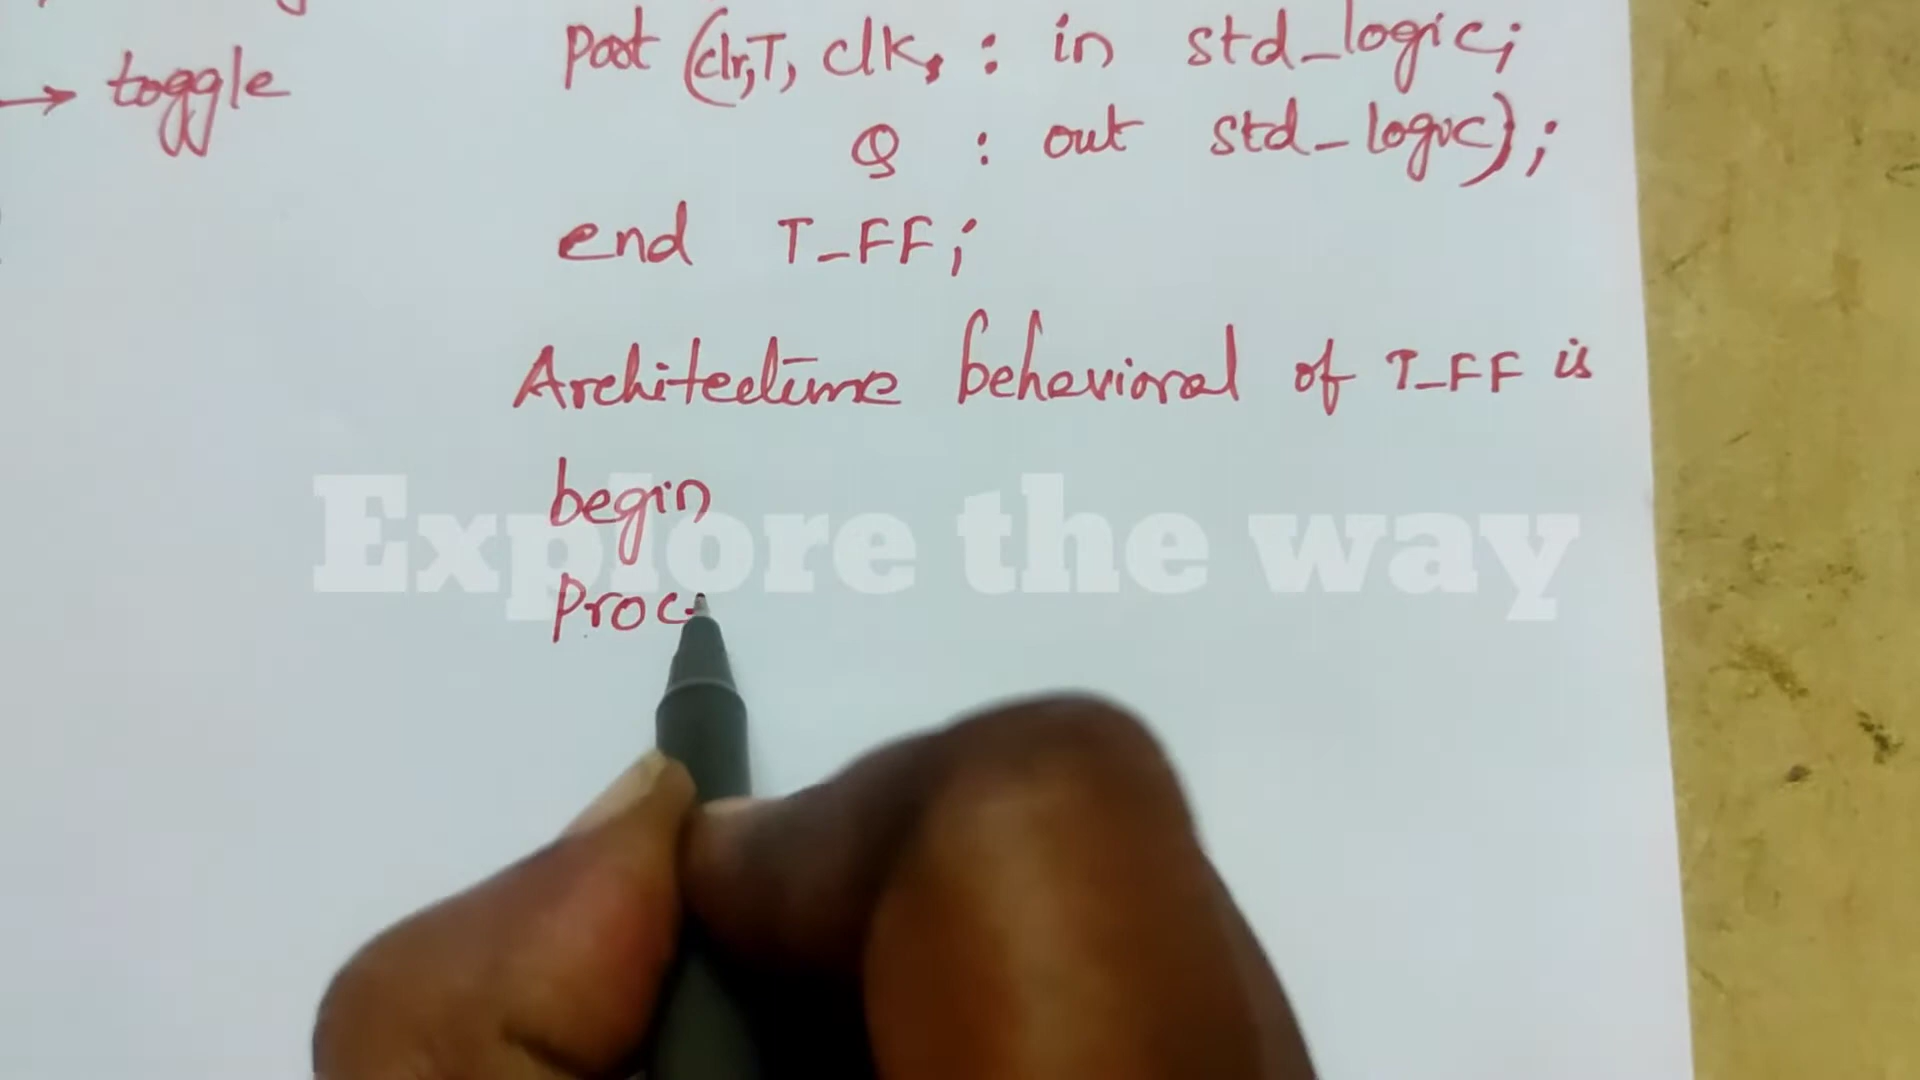 → toggle
port (clr,T, clk, : in std_logic;
Q : out std_logic);
end T_FF;
Architecture behavioral of T_FF is
begin
Proc
Explore the way